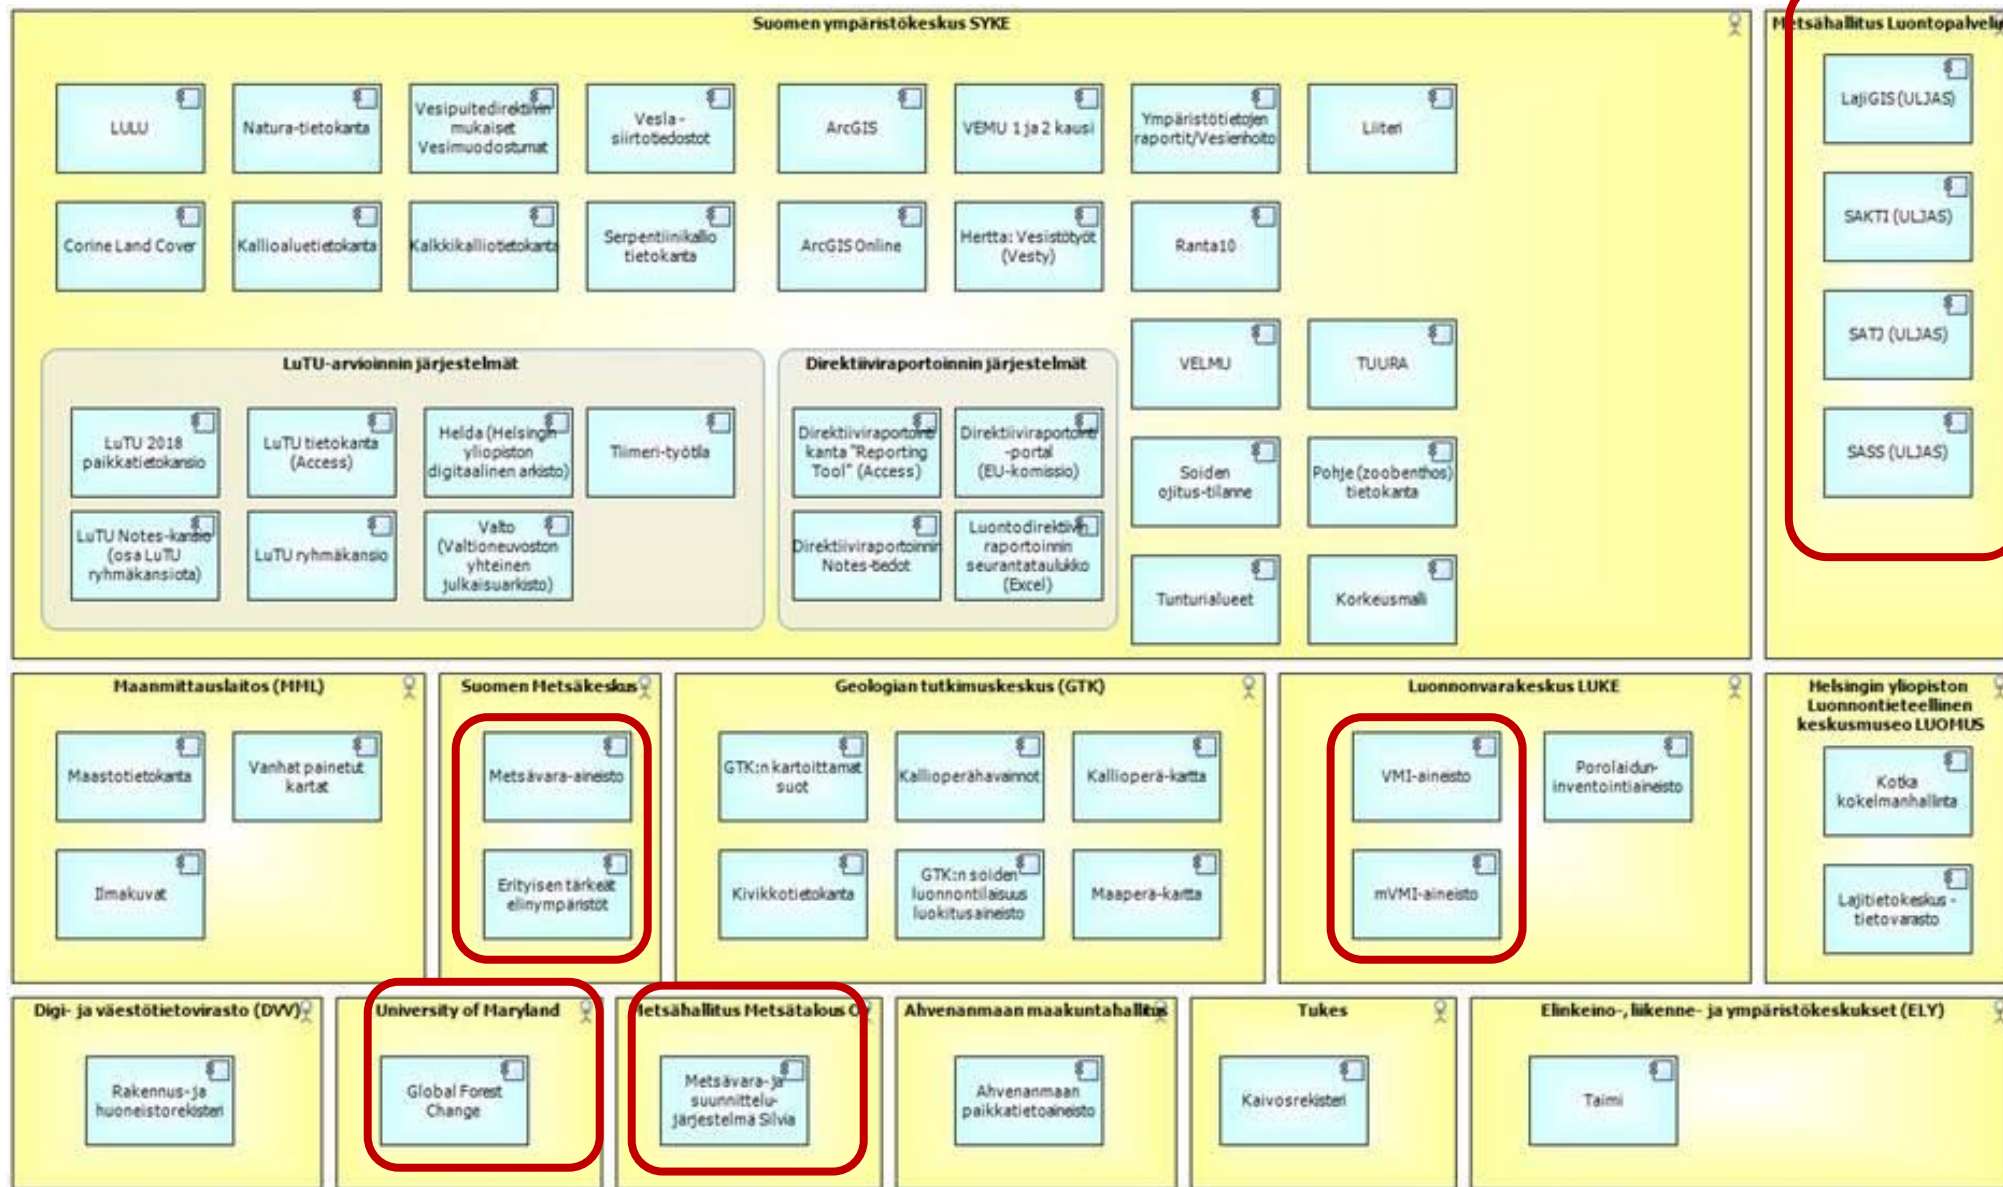 Suomen ympäristökeskus SYKE
LULU
Natura-tietokanta
Vesipuitedirektiivin
mukaiset
Vesimuodostumat
Vesla -
siirtotiedostot
ArcGIS
VEMU 1 ja 2 kausi
Ympäristötietojen
raportit/Vesienhoito
Liiteri
Corine Land Cover
Kallioaluetietokanta
Kalkkikalliotietokanta
Serpentiinikallio
tietokanta
ArcGIS Online
Hertta: Vesistötyöt
(Vesty)
Ranta10
VELMU
TUURA
Soiden
ojitus-tilanne
Pohje (zoobenthos)
tietokanta
Tunturialueet
Korkeusmalli
LuTU-arvioinnin järjestelmät
LuTU 2018
paikkatietokansio
LuTU tietokanta
(Access)
Helda (Helsingin
yliopiston
digitaalinen arkisto)
Tiimeri-työtila
LuTU Notes-kansio
(osa LuTU
ryhmäkansiota)
LuTU ryhmäkansio
Valto
(Valtioneuvoston
yhteinen
julkaisuarkisto)
Direktiiviraportoinnin järjestelmät
Direktiiviraportointi
kanta "Reporting
Tool" (Access)
Direktiiviraportointi
-portal
(EU-komissio)
Direktiiviraportoinnin
Notes-tiedot
Luontodirektiivin
raportoinnin
seurantataulukko
(Excel)
Metsähallitus Luontopalvelut
LajiGIS (ULJAS)
SAKTI (ULJAS)
SATJ (ULJAS)
SASS (ULJAS)
Maanmittauslaitos (MML)
Maastotietokanta
Vanhat painetut
kartat
Ilmakuvat
Suomen Metsäkeskus
Metsävara-aineisto
Erityisen tärkeät
elinympäristöt
Geologian tutkimuskeskus (GTK)
GTK:n kartoittamat
suot
Kallioperähavainnot
Kallioperä-kartta
Kivikkotietokanta
GTK:n soiden
luonnontilaisuus
luokitusaineisto
Maaperä-kartta
Luonnonvarakeskus LUKE
VMI-aineisto
Porolaidun-
inventointiaineisto
mVMI-aineisto
Helsingin yliopiston
Luonnontieteellinen
keskusmuseo LUOMUS
Kotka
kokelmanhallinta
Lajitietokeskus -
tietovarasto
Digi- ja väestötietovirasto (DVV)
Rakennus- ja
huoneistorekisteri
University of Maryland
Global Forest
Change
Metsähallitus Metsätalous Oy
Metsävara- ja
suunnittelu-
järjestelmä Silvia
Ahvenanmaan maakuntahallitus
Ahvenanmaan
paikkatietoaineisto
Tukes
Kaivosrekisteri
Elinkeino-, liikenne- ja ympäristökeskukset (ELY)
Taimi